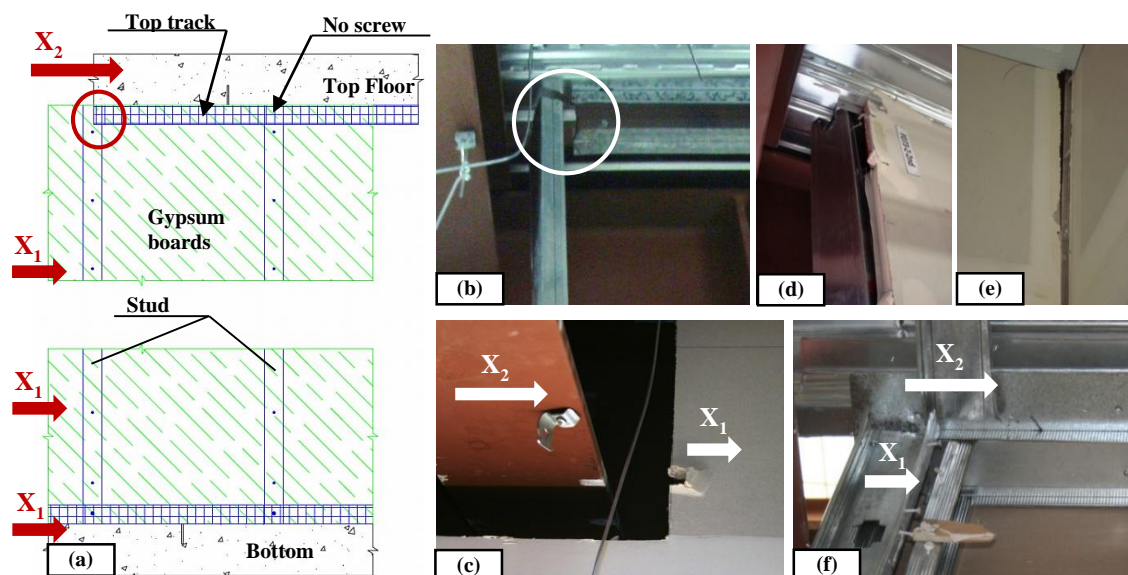 Top track
No screw
X2
Top Floor
Gypsum
boards
X1
Stud
X1
X1
Bottom
(a)
(b)
(d)
(e)
X2
X1
(c)
X2
X1
(f)